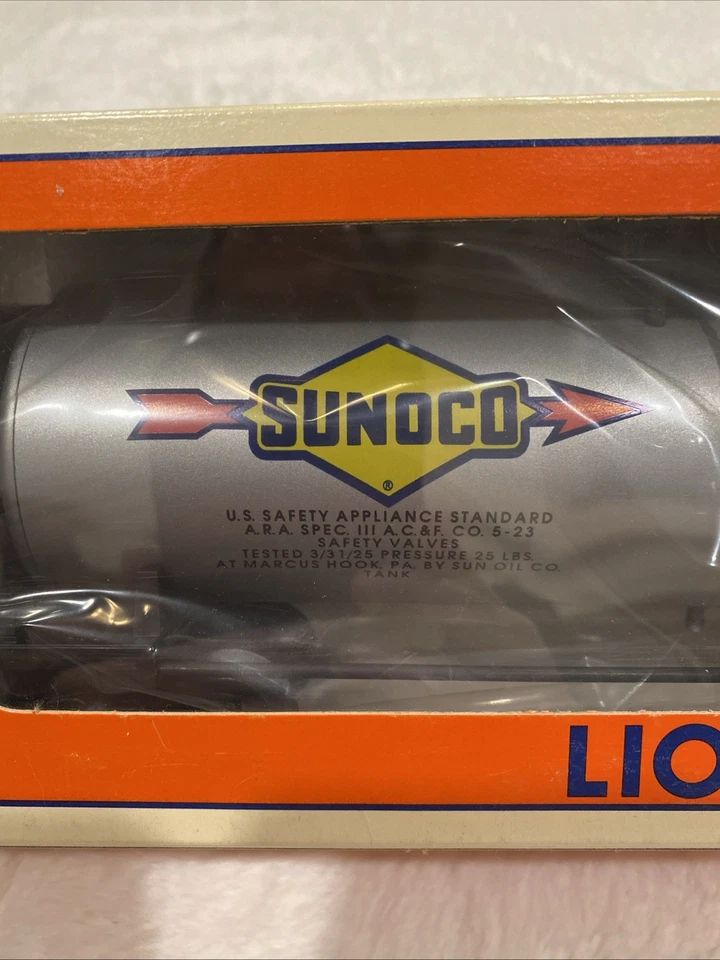 SUNOCO
®
U.S. SAFETY APPLIANCE STANDARD
A.R.A. SPEC. III A.C.&F. CO. 5-23
SAFETY VALVES
TESTED 3/31/25 PRESSURE 25 LBS.
AT MARCUS HOOK, PA. BY SUN OIL CO.
TANK
LIO